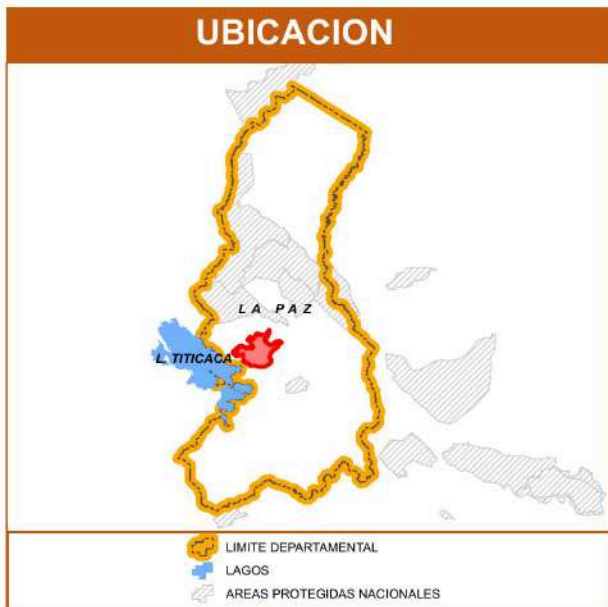 UBICACION
LA PAZ
L. TITICACA
LIMITE DEPARTAMENTAL
LAGOS
AREAS PROTEGIDAS NACIONALES